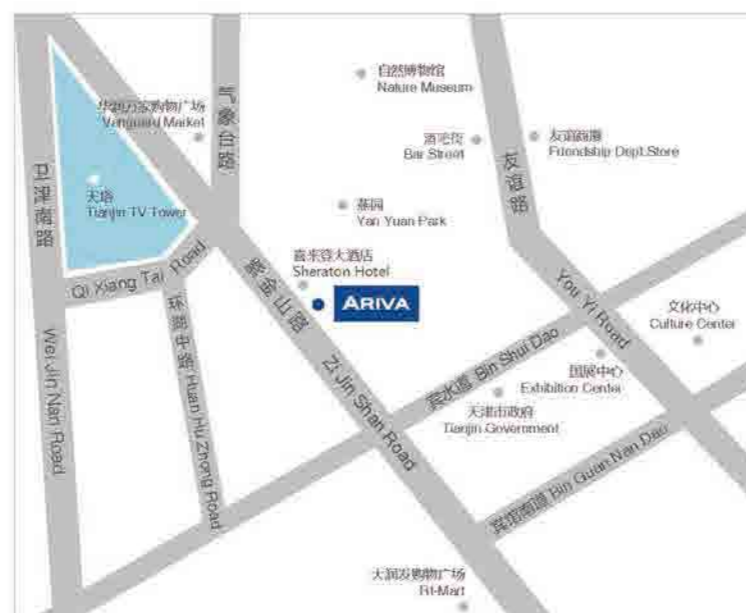 自然博物馆
Nature Museum
华润万家购物广场
Vanguard Market
酒吧街
Bar Street
友谊商厦
Friendship Dept.Store
友谊路
气象台路
卫津南路
天塔
Tianjin TV Tower
燕园
Yan Yuan Park
喜来登大酒店
Sheraton Hotel
ARIVA
Qi Xiang Tai Road
紫金山路 Zi Jin Shan Road
You Yi Road
文化中心
Culture Center
Wei Jin Nan Road
环湖中路 Huan Hu Zhong Road
宾水道 Bin Shui Dao
国展中心
Exhibition Center
天津市政府
Tianjin Government
宾馆南道 Bin Guan Nan Dao
大润发购物广场
Rt-Mart